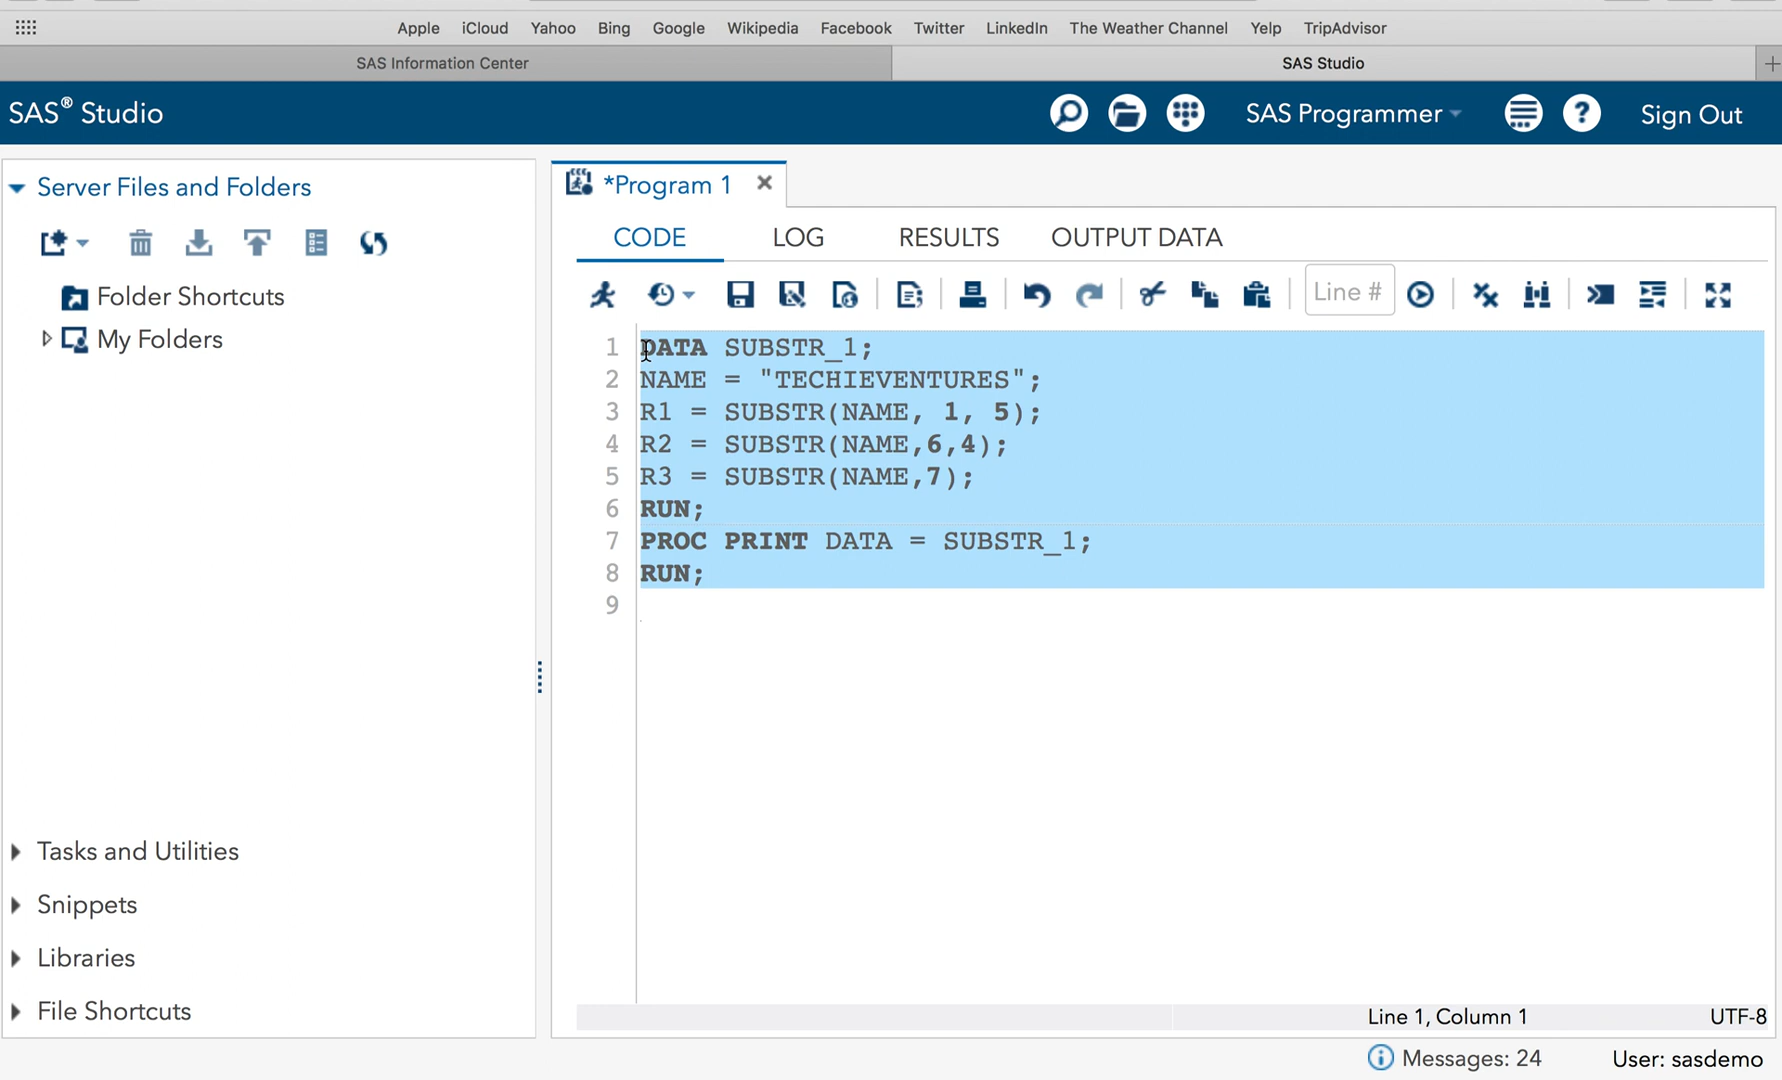 Apple iCloud Yahoo Bing Google Wikipedia Facebook Twitter LinkedIn The Weather Channel Yelp TripAdvisor
SAS Information Center SAS Studio
SAS® Studio SAS Programmer Sign Out
Server Files and Folders
Folder Shortcuts
My Folders
Tasks and Utilities
Snippets
Libraries
File Shortcuts
*Program 1
CODE LOG RESULTS OUTPUT DATA
Line #
1 DATA SUBSTR_1;
2 NAME = "TECHIEVENTURES";
3 R1 = SUBSTR(NAME, 1, 5);
4 R2 = SUBSTR(NAME,6,4);
5 R3 = SUBSTR(NAME,7);
6 RUN;
7 PROC PRINT DATA = SUBSTR_1;
8 RUN;
9
Line 1, Column 1 UTF-8
Messages: 24 User: sasdemo